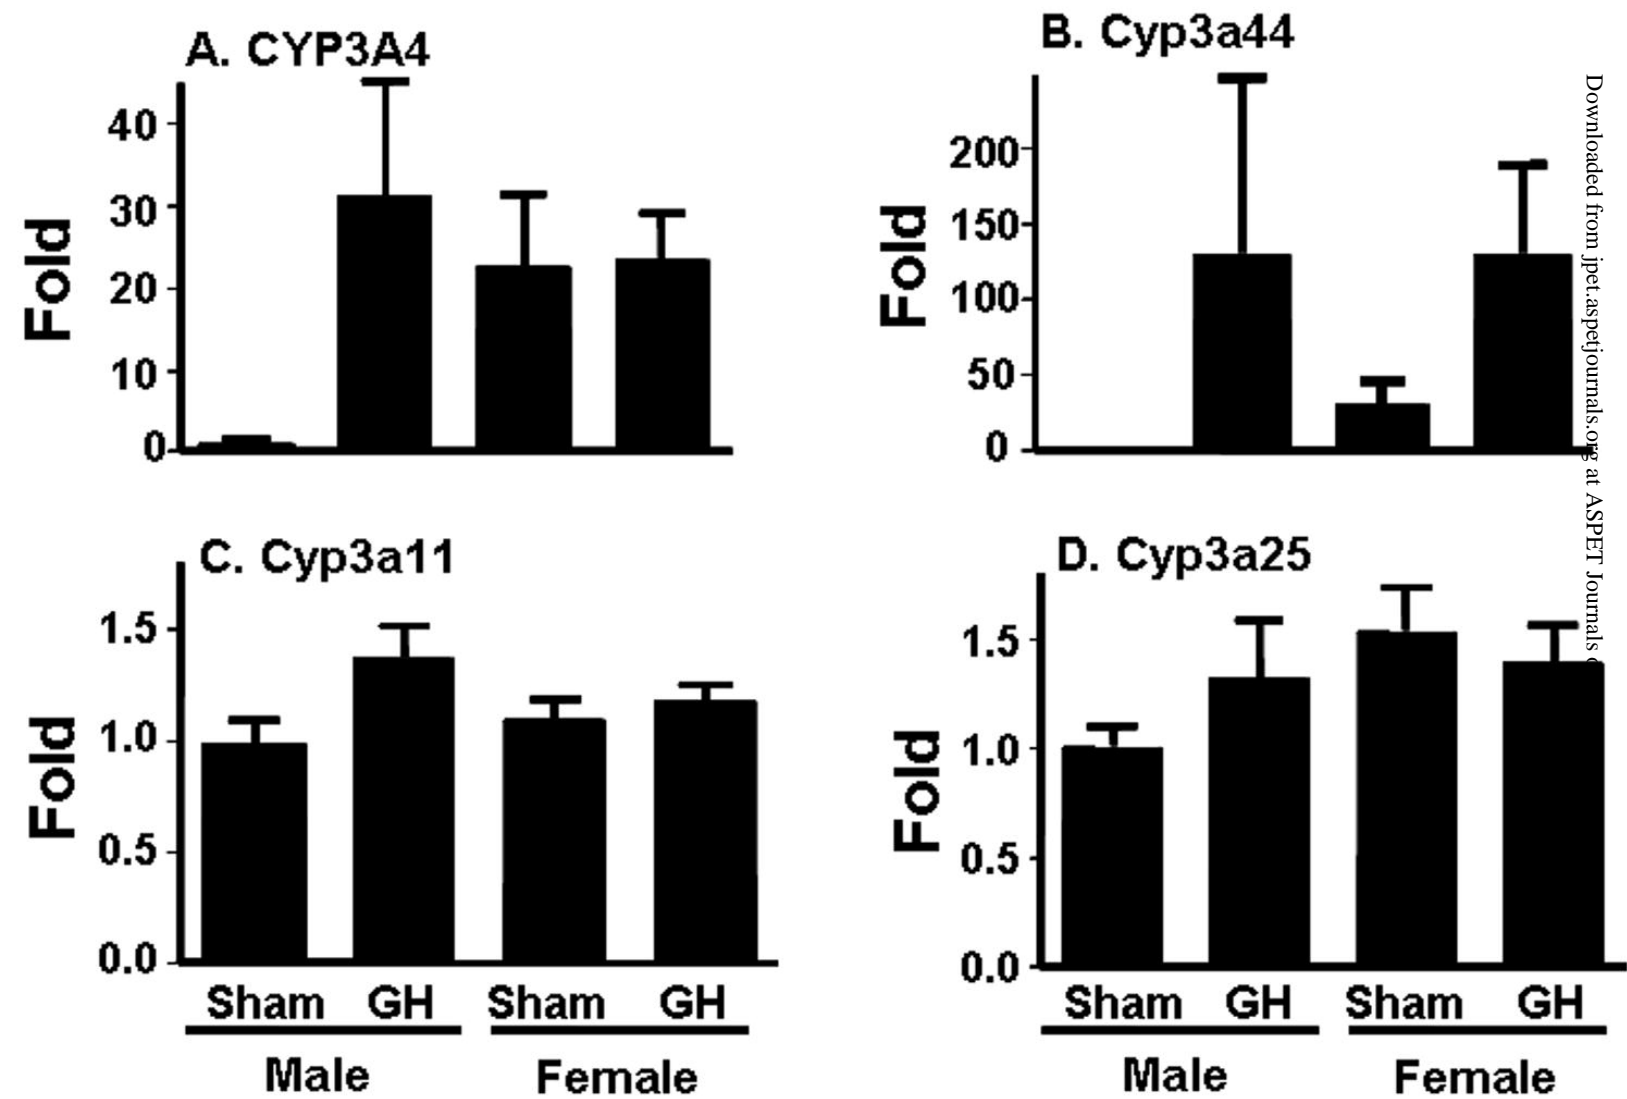 A. CYP3A4
40
30
20
10
0
Fold
B. Cyp3a44
200
150
100
50
0
Fold
C. Cyp3a11
1.5
1.0
0.5
0.0
Fold
Sham GH Sham GH
Male Female
D. Cyp3a25
1.5
1.0
0.5
0.0
Fold
Sham GH Sham GH
Male Female
Downloaded from jpet.aspetjournals.org at ASPET Journals